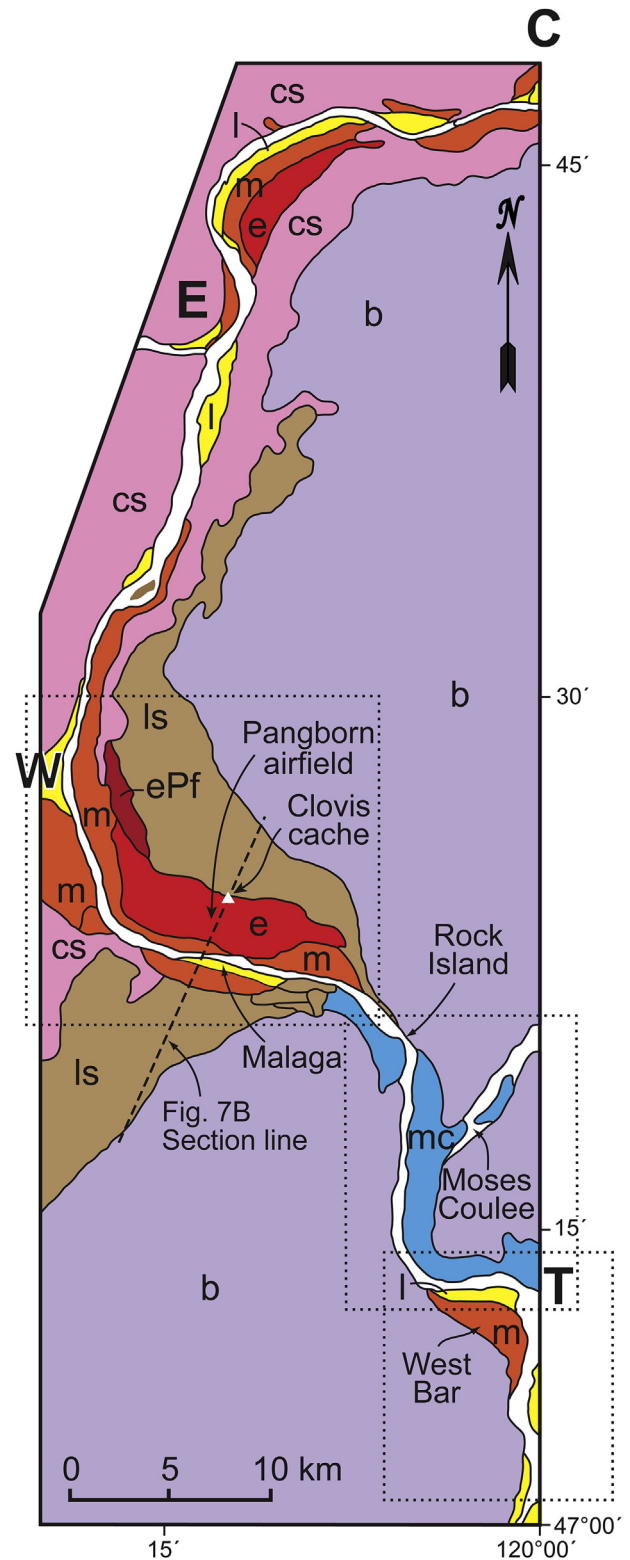 C
cs
l
45´
m
N
e
cs
E
b
l
cs
30´
b
ls
Pangborn
airfield
W
ePf
Clovis
cache
m
m
e
Rock
Island
cs
m
Malaga
ls
Fig. 7B
Section line
mc
Moses
Coulee
15´
l
T
b
m
West
Bar
0 5 10 km
47°00´
15´
120°00´